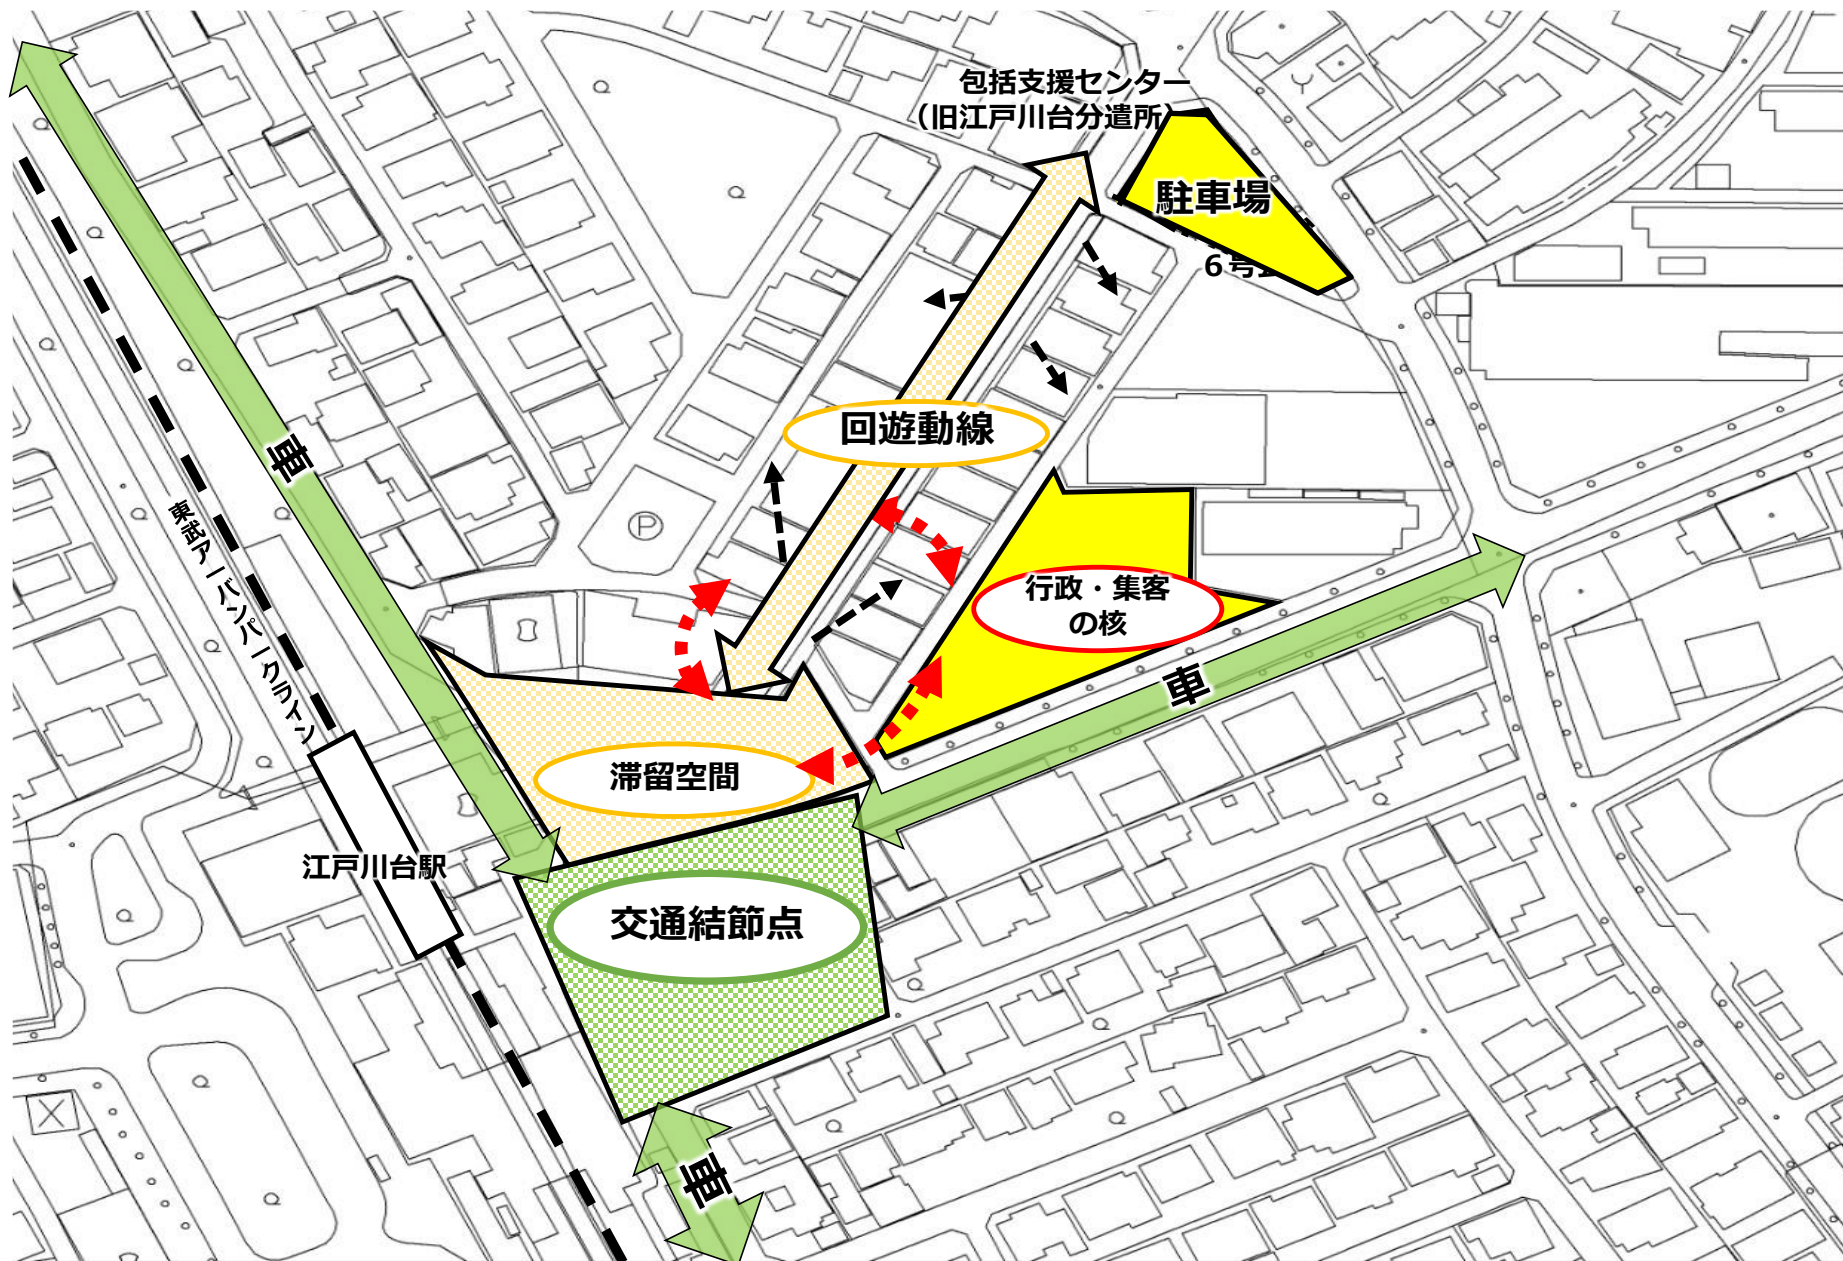 包括支援センター
(旧江戸川台分遣所)
駐車場
6号
回遊動線
車
東武アーバンパークライン
行政・集客
の核
車
滞留空間
江戸川台駅
交通結節点
車
P